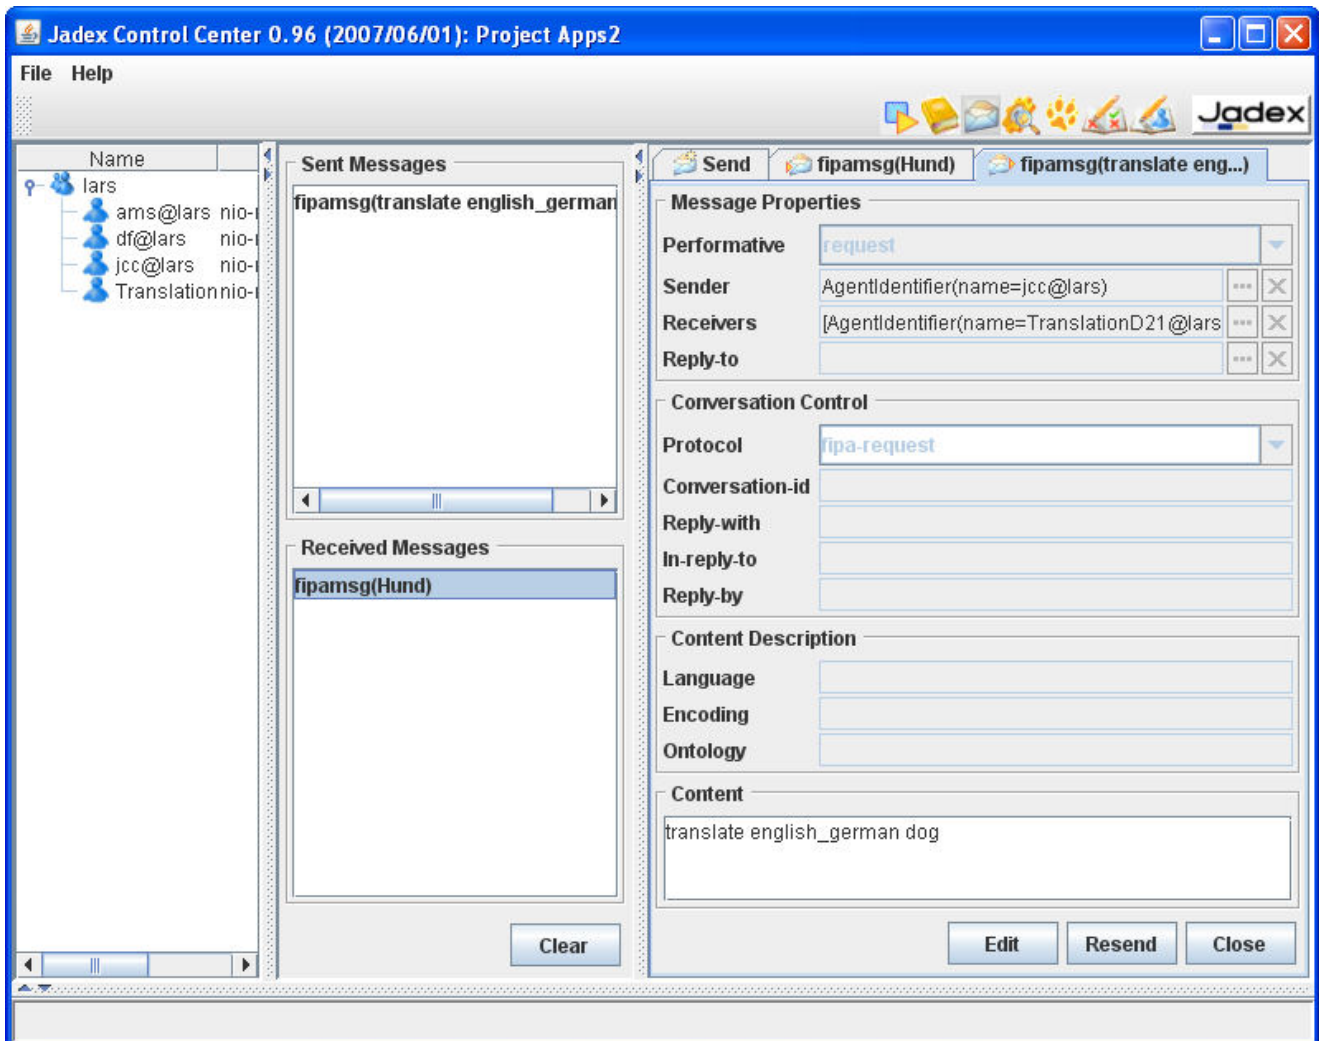 Jadex Control Center 0.96 (2007/06/01): Project Apps2
File Help
Jadex
Name
lars
ams@lars nio-
df@lars nio-
jcc@lars nio-
Translation nio-
Sent Messages
fipamsg(translate english_german
Received Messages
fipamsg(Hund)
Clear
Send fipamsg(Hund) fipamsg(translate eng...)
Message Properties
Performative request
Sender AgentIdentifier(name=jcc@lars)
Receivers [AgentIdentifier(name=TranslationD21@lars
Reply-to
Conversation Control
Protocol fipa-request
Conversation-id
Reply-with
In-reply-to
Reply-by
Content Description
Language
Encoding
Ontology
Content
translate english_german dog
Edit Resend Close